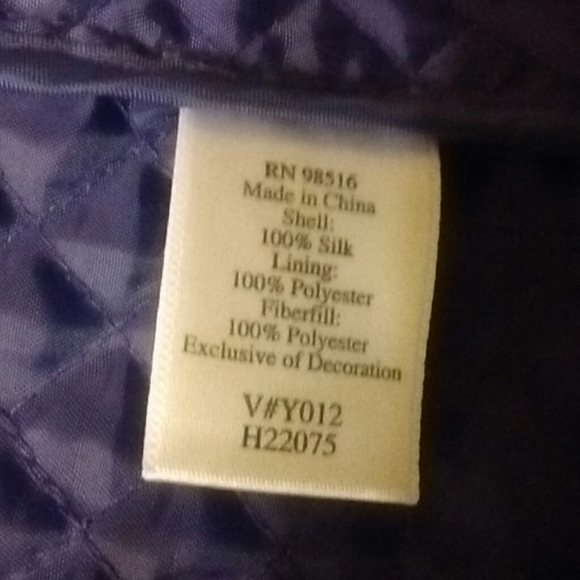 RN 98516
Made in China
Shell:
100% Silk
Lining:
100% Polyester
Fiberfill:
100% Polyester
Exclusive of Decoration
V#Y012
H22075